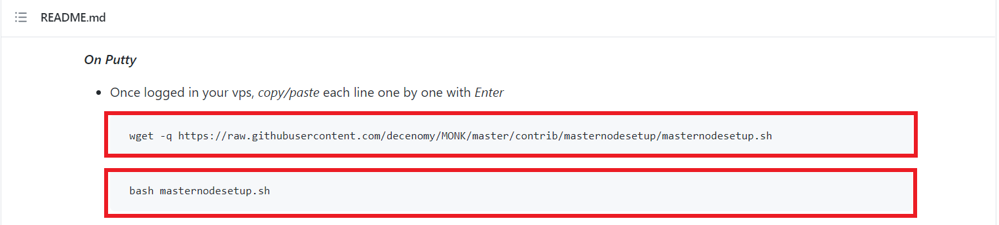 README.md
On Putty
Once logged in your vps, copy/paste each line one by one with Enter
wget -q https://raw.githubusercontent.com/decenomy/MONK/master/contrib/masternodesetup/masternodesetup.sh
bash masternodesetup.sh